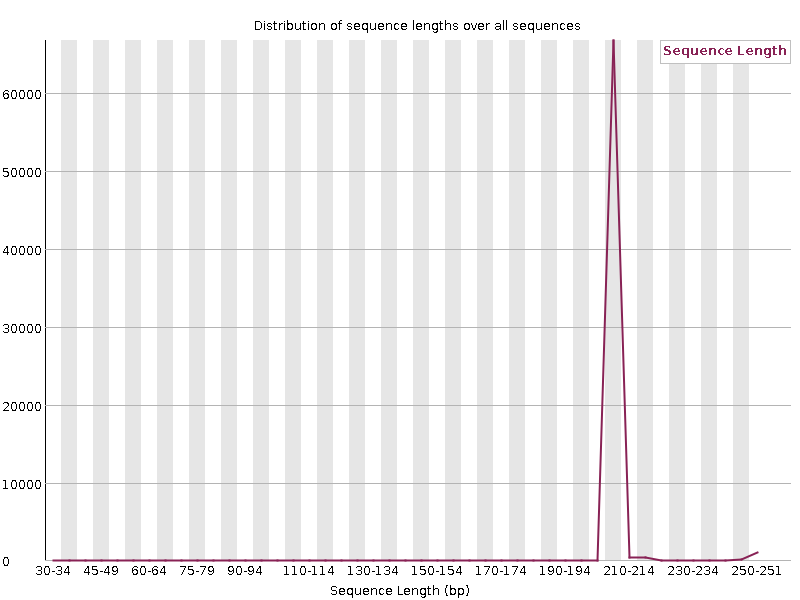 Distribution of sequence lengths over all sequences
Sequence Length
60000
50000
40000
30000
20000
10000
0
30-34 45-49 60-64 75-79 90-94 110-114 130-134 150-154 170-174 190-194 210-214 230-234 250-251
Sequence Length (bp)